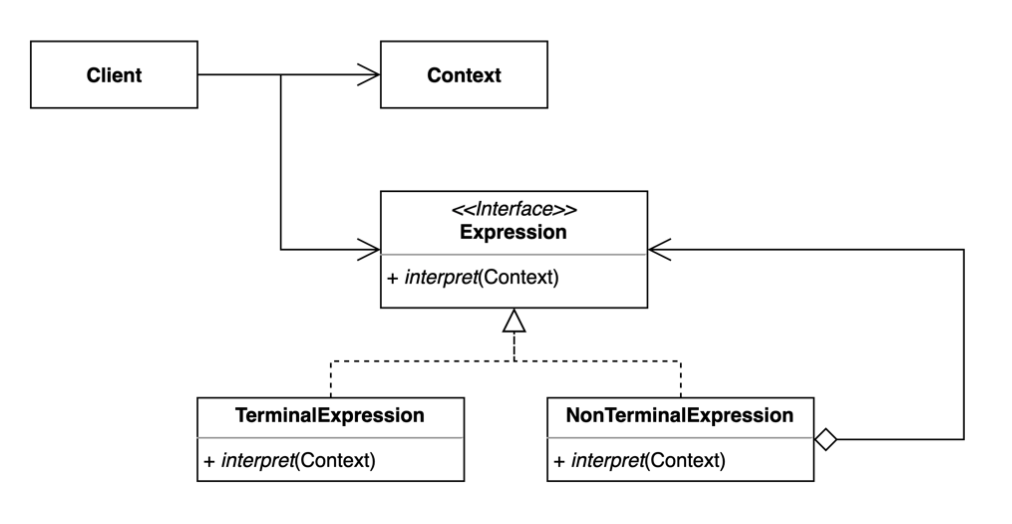 Client
Context
<<Interface>>
Expression
+ interpret(Context)
TerminalExpression
+ interpret(Context)
NonTerminalExpression
+ interpret(Context)